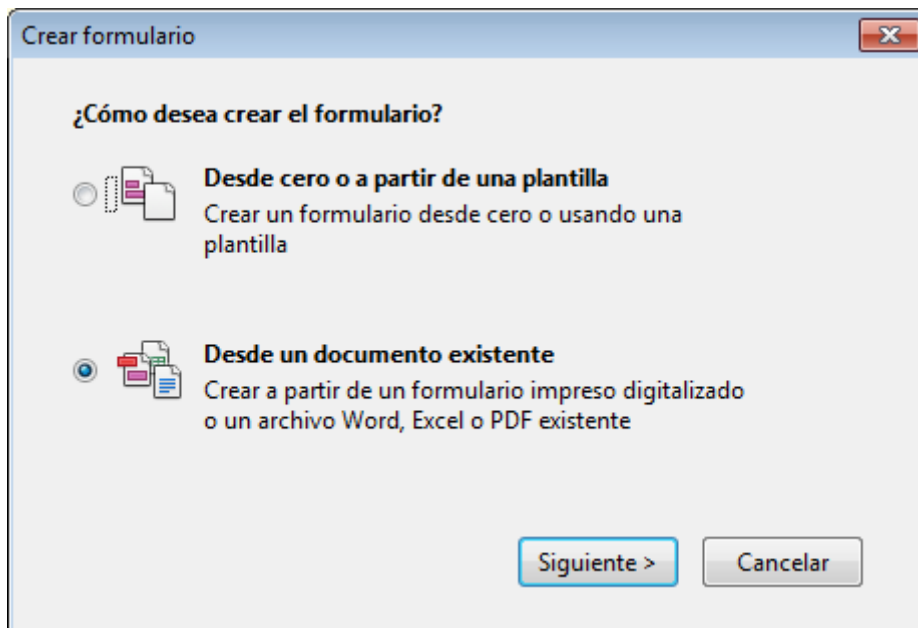 Crear formulario
¿Cómo desea crear el formulario?
Desde cero o a partir de una plantilla
Crear un formulario desde cero o usando una
plantilla
Desde un documento existente
Crear a partir de un formulario impreso digitalizado
o un archivo Word, Excel o PDF existente
Siguiente >
Cancelar